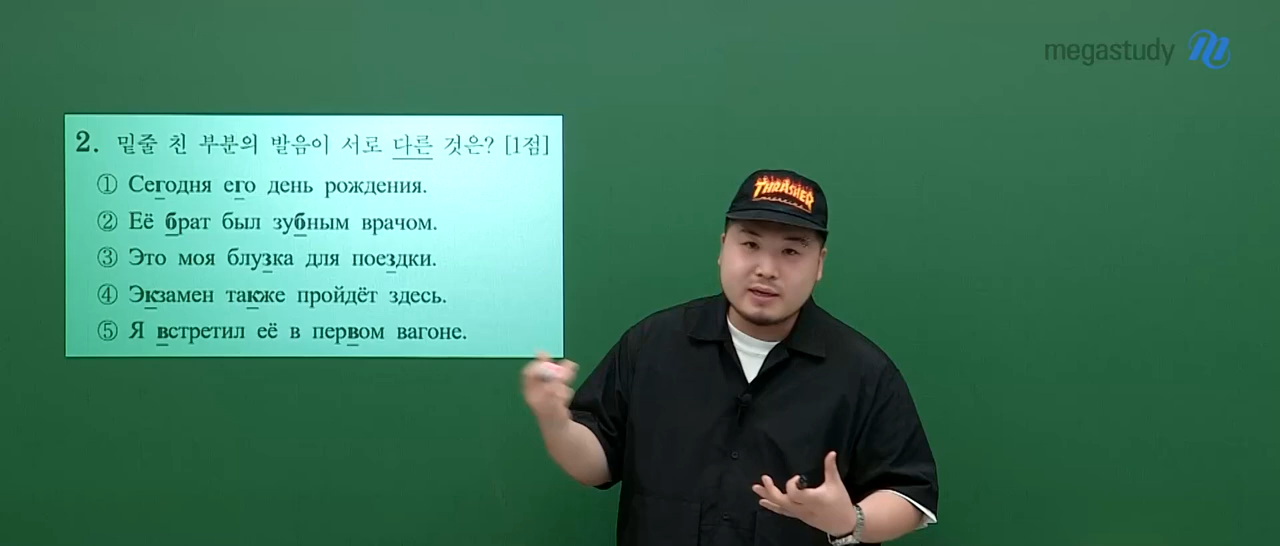 megastudy
2. 밑줄 친 부분의 발음이 서로 다른 것은? [1점]
① Сегодня его день рождения.
② Её брат был зубным врачом.
③ Это моя блузка для поездки.
④ Экзамен также пройдёт здесь.
⑤ Я встретил её в первом вагоне.
THRASHER